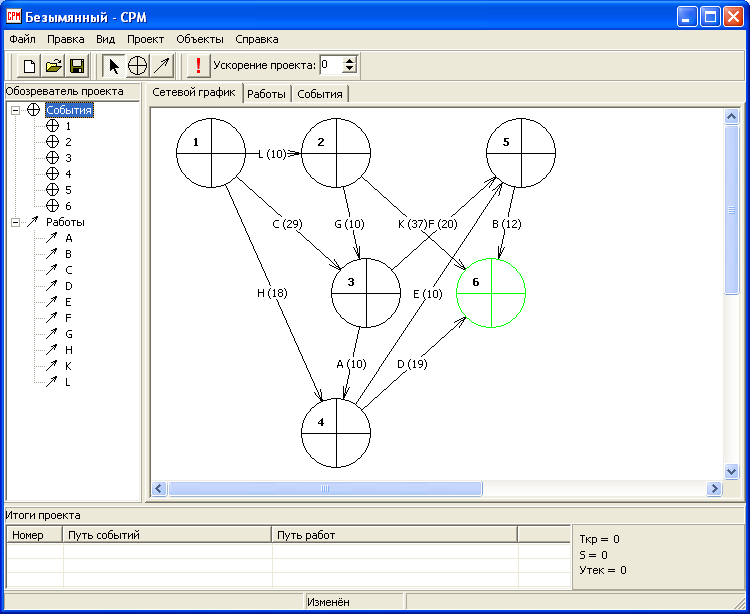 CPM Безымянный - CPM
Файл Правка Вид Проект Объекты Справка
Ускорение проекта: 0
Обозреватель проекта
События
1
2
3
4
5
6
Работы
A
B
C
D
E
F
G
H
K
L
Сетевой график Работы События
1 2 5
L (10)
C (29) G (10) K (37) F (20) B (12)
3 6
H (18) E (10)
A (10) D (19)
4
Итоги проекта
Номер Путь событий Путь работ
Tкр = 0
S = 0
Утек = 0
Изменён